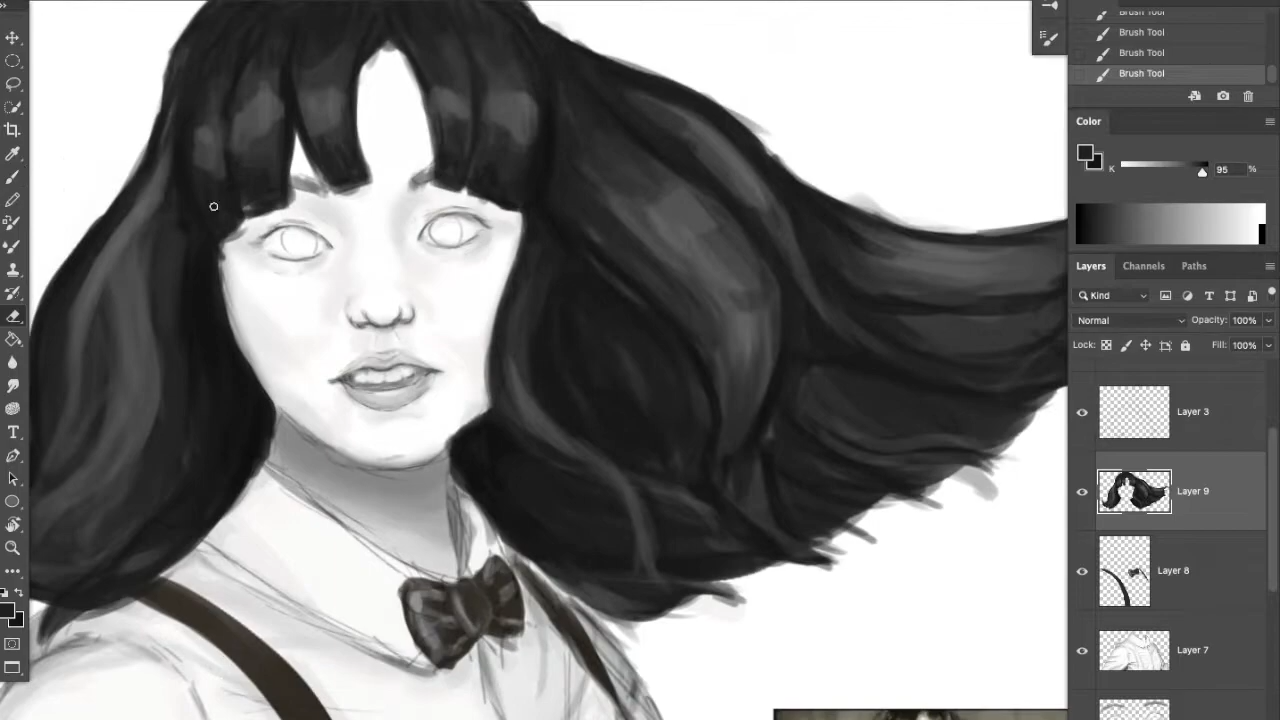 Brush Tool
Brush Tool
Brush Tool
Brush Tool
Color
K 95 %
Layers Channels Paths
Kind
Normal Opacity: 100%
Lock: Fill: 100%
Layer 3
Layer 9
Layer 8
Layer 7